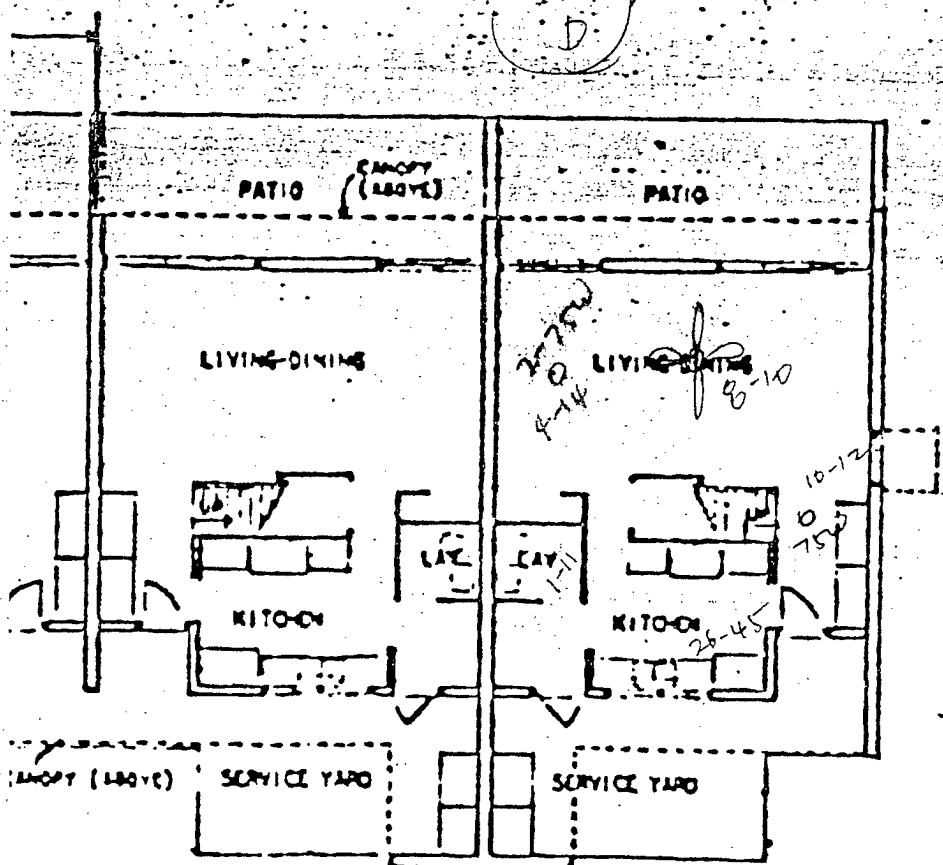 D
PATIO
CANOPY
(ABOVE)
PATIO
LIVING-DINING
2-75W
O
4-14
LIVING-DINING
8-10
10-12
O
75W
LAV
LAV
1-11
KITCHEN
KITCHEN
26-45
CANOPY (ABOVE)
SERVICE YARD
SERVICE YARD